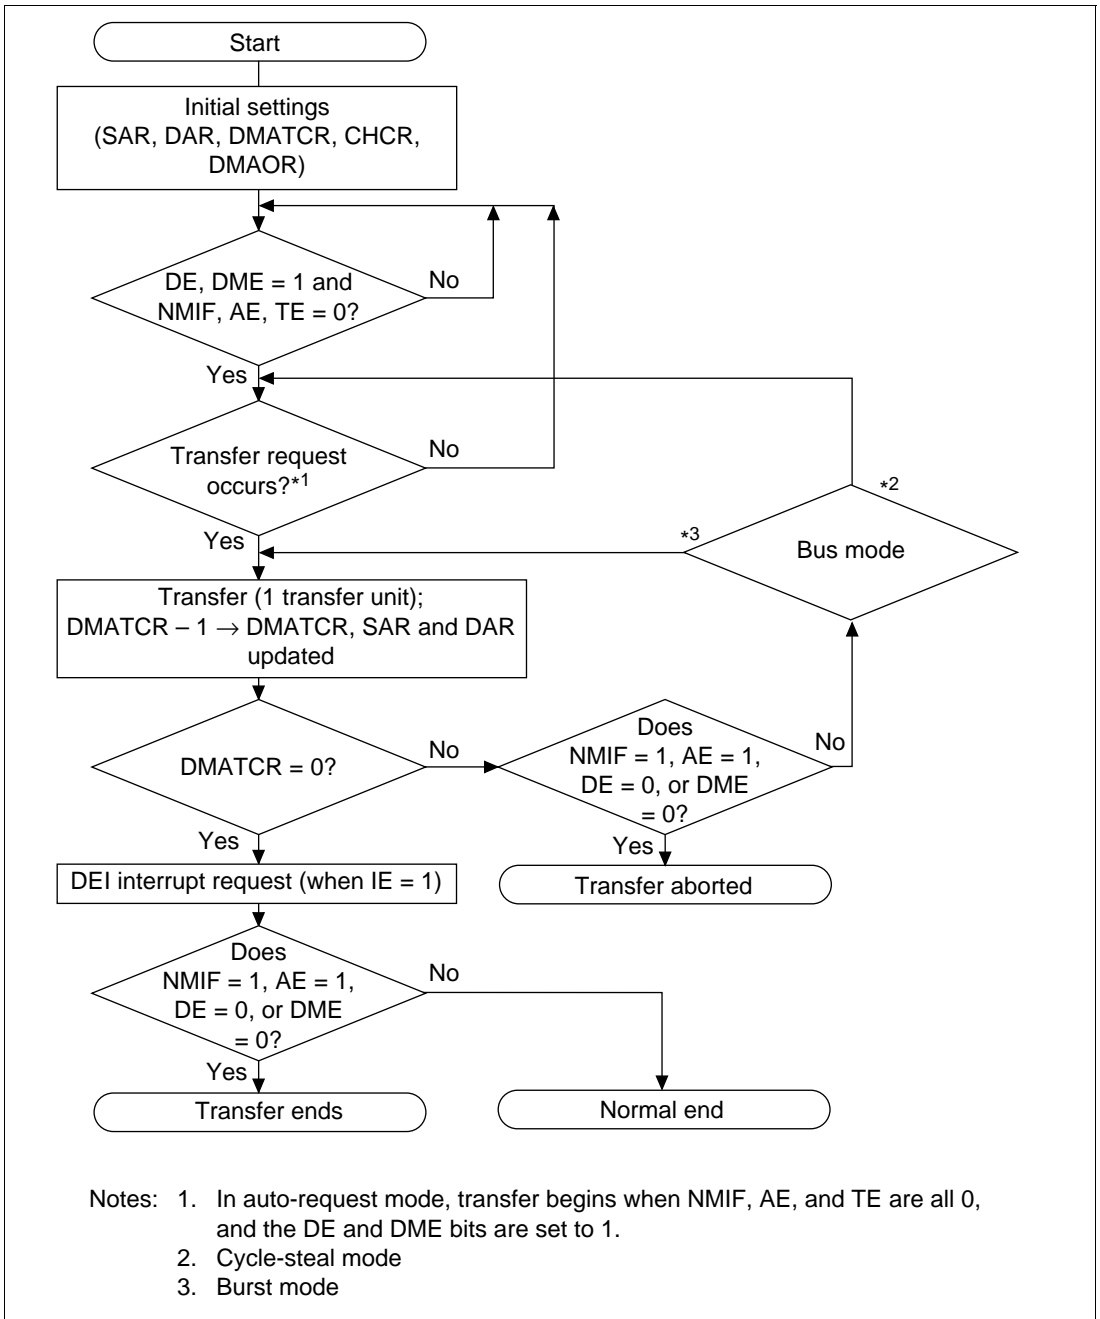 Start
Initial settings
(SAR, DAR, DMATCR, CHCR,
DMAOR)
DE, DME = 1 and
NMIF, AE, TE = 0?
No
Yes
Transfer request
occurs?*1
No
Yes
*2
*3
Bus mode
Transfer (1 transfer unit);
DMATCR – 1 → DMATCR, SAR and DAR
updated
DMATCR = 0?
No
Does
NMIF = 1, AE = 1,
DE = 0, or DME
= 0?
No
Yes
Yes
DEI interrupt request (when IE = 1)
Transfer aborted
Does
NMIF = 1, AE = 1,
DE = 0, or DME
= 0?
No
Yes
Transfer ends
Normal end
Notes: 1. In auto-request mode, transfer begins when NMIF, AE, and TE are all 0,
and the DE and DME bits are set to 1.
2. Cycle-steal mode
3. Burst mode